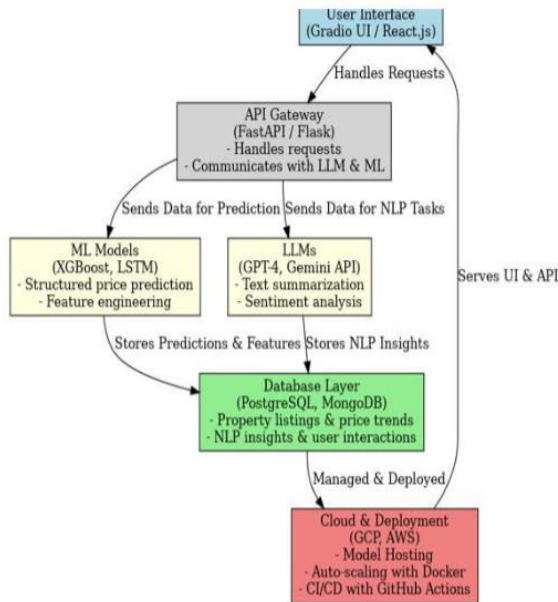 User Interface
(Gradio UI / React.js)
Handles Requests
API Gateway
(FastAPI / Flask)
- Handles requests
- Communicates with LLM & ML
Sends Data for Prediction
Sends Data for NLP Tasks
ML Models
(XGBoost, LSTM)
- Structured price prediction
- Feature engineering
LLMs
(GPT-4, Gemini API)
- Text summarization
- Sentiment analysis
Serves UI & API
Stores Predictions & Features
Stores NLP Insights
Database Layer
(PostgreSQL, MongoDB)
- Property listings & price trends
- NLP insights & user interactions
Managed & Deployed
Cloud & Deployment
(GCP, AWS)
- Model Hosting
- Auto-scaling with Docker
- CI/CD with GitHub Actions